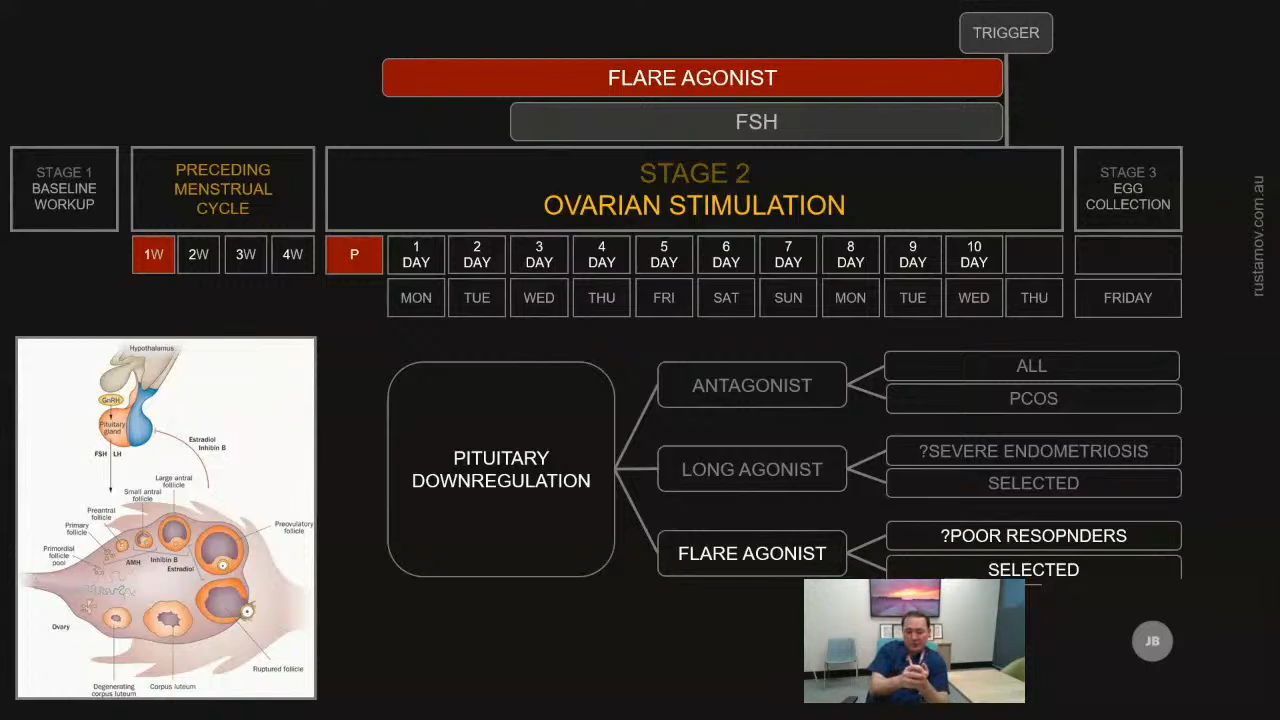 TRIGGER
FLARE AGONIST
FSH
STAGE 1
BASELINE
WORKUP
PRECEDING
MENSTRUAL
CYCLE
STAGE 2
OVARIAN STIMULATION
STAGE 3
EGG
COLLECTION
1W
2W
3W
4W
P
1
DAY
2
DAY
3
DAY
4
DAY
5
DAY
6
DAY
7
DAY
8
DAY
9
DAY
10
DAY
MON
TUE
WED
THU
FRI
SAT
SUN
MON
TUE
WED
THU
FRIDAY
rustamov.com.au
Hypothalamus
GnRH
Pituitary
gland
FSH LH
Estradiol
Inhibin B
Large antral
follicle
Small antral
follicle
Preantral
follicle
Primary
follicle
Primordial
follicle
pool
Preovulatory
follicle
AMH
Inhibin B
Estradiol
Ovary
Ruptured follicle
Degenerating
corpus luteum
Corpus luteum
PITUITARY
DOWNREGULATION
ANTAGONIST
ALL
PCOS
LONG AGONIST
?SEVERE ENDOMETRIOSIS
SELECTED
FLARE AGONIST
?POOR RESOPNDERS
SELECTED
JB